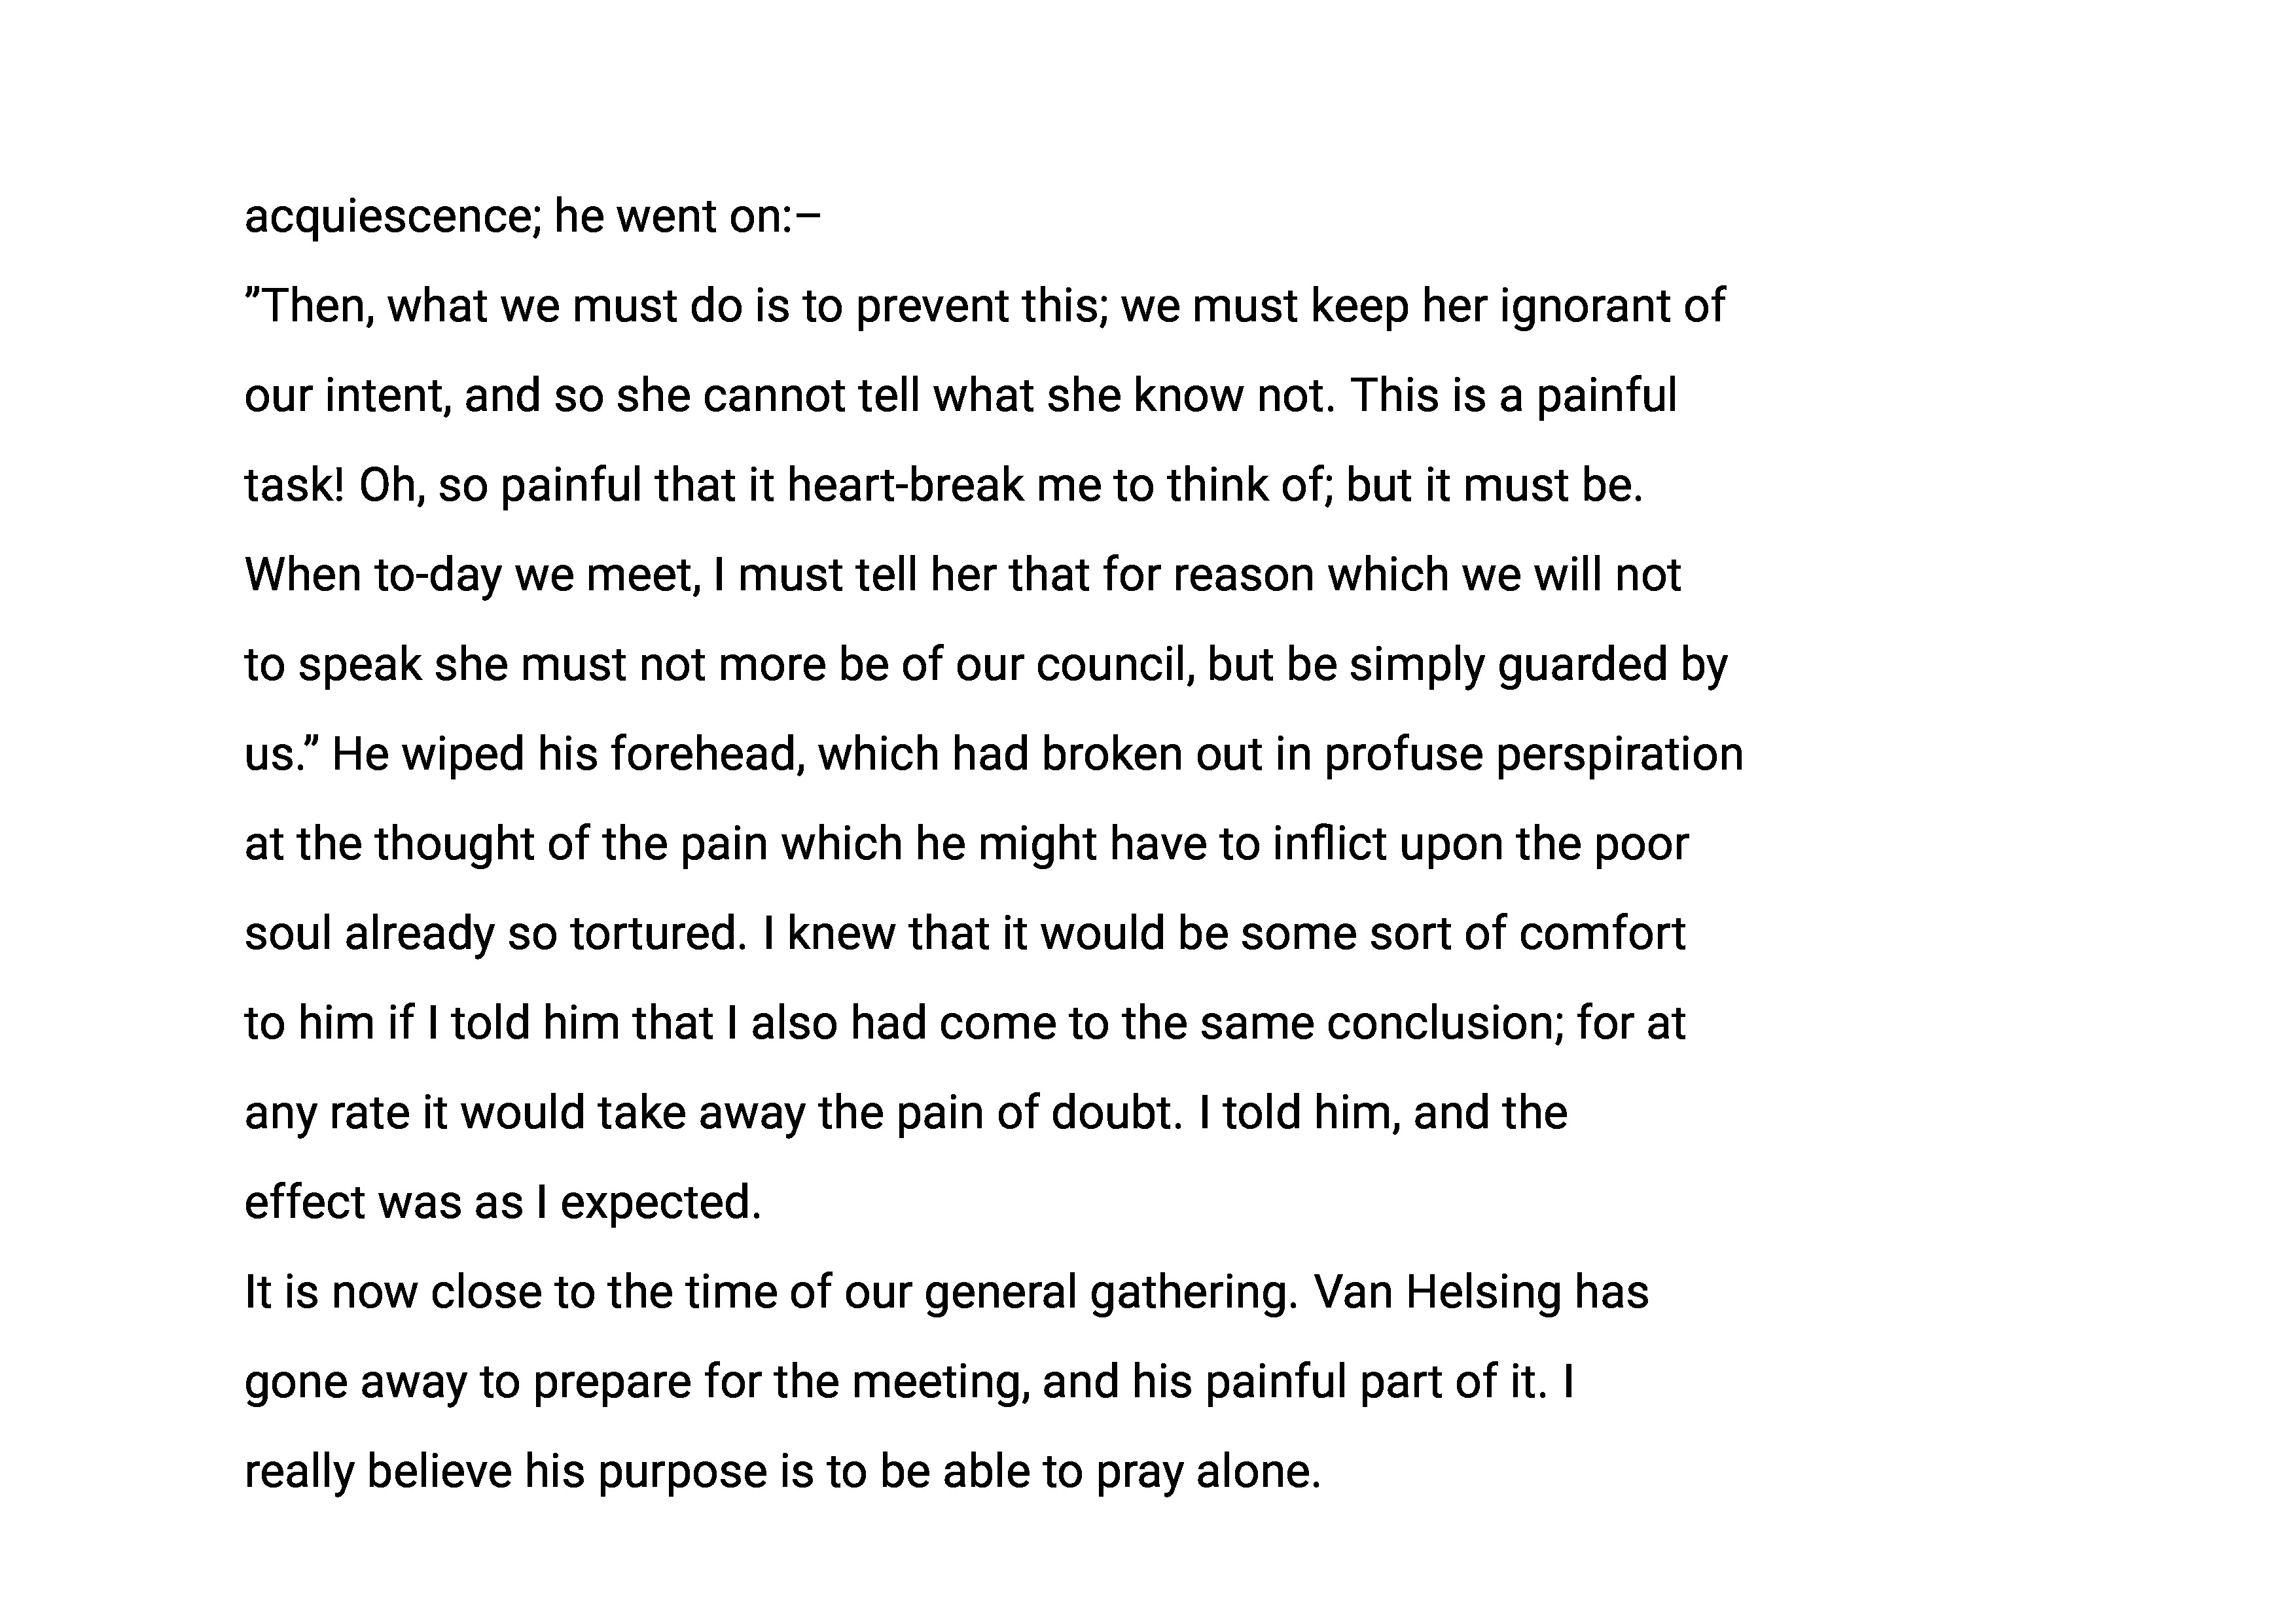 acquiescence; he went on:–
”Then, what we must do is to prevent this; we must keep her ignorant of
our intent, and so she cannot tell what she know not. This is a painful
task! Oh, so painful that it heart-break me to think of; but it must be.
When to-day we meet, I must tell her that for reason which we will not
to speak she must not more be of our council, but be simply guarded by
us.” He wiped his forehead, which had broken out in profuse perspiration
at the thought of the pain which he might have to inflict upon the poor
soul already so tortured. I knew that it would be some sort of comfort
to him if I told him that I also had come to the same conclusion; for at
any rate it would take away the pain of doubt. I told him, and the
effect was as I expected.
It is now close to the time of our general gathering. Van Helsing has
gone away to prepare for the meeting, and his painful part of it. I
really believe his purpose is to be able to pray alone.